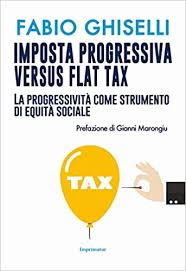 FABIO GHISELLI
IMPOSTA PROGRESSIVA
VERSUS FLAT TAX
LA PROGRESSIVITÀ COME STRUMENTO
DI EQUITÀ SOCIALE
Prefazione di Gianni Marongiu
TAX
Imprimatur